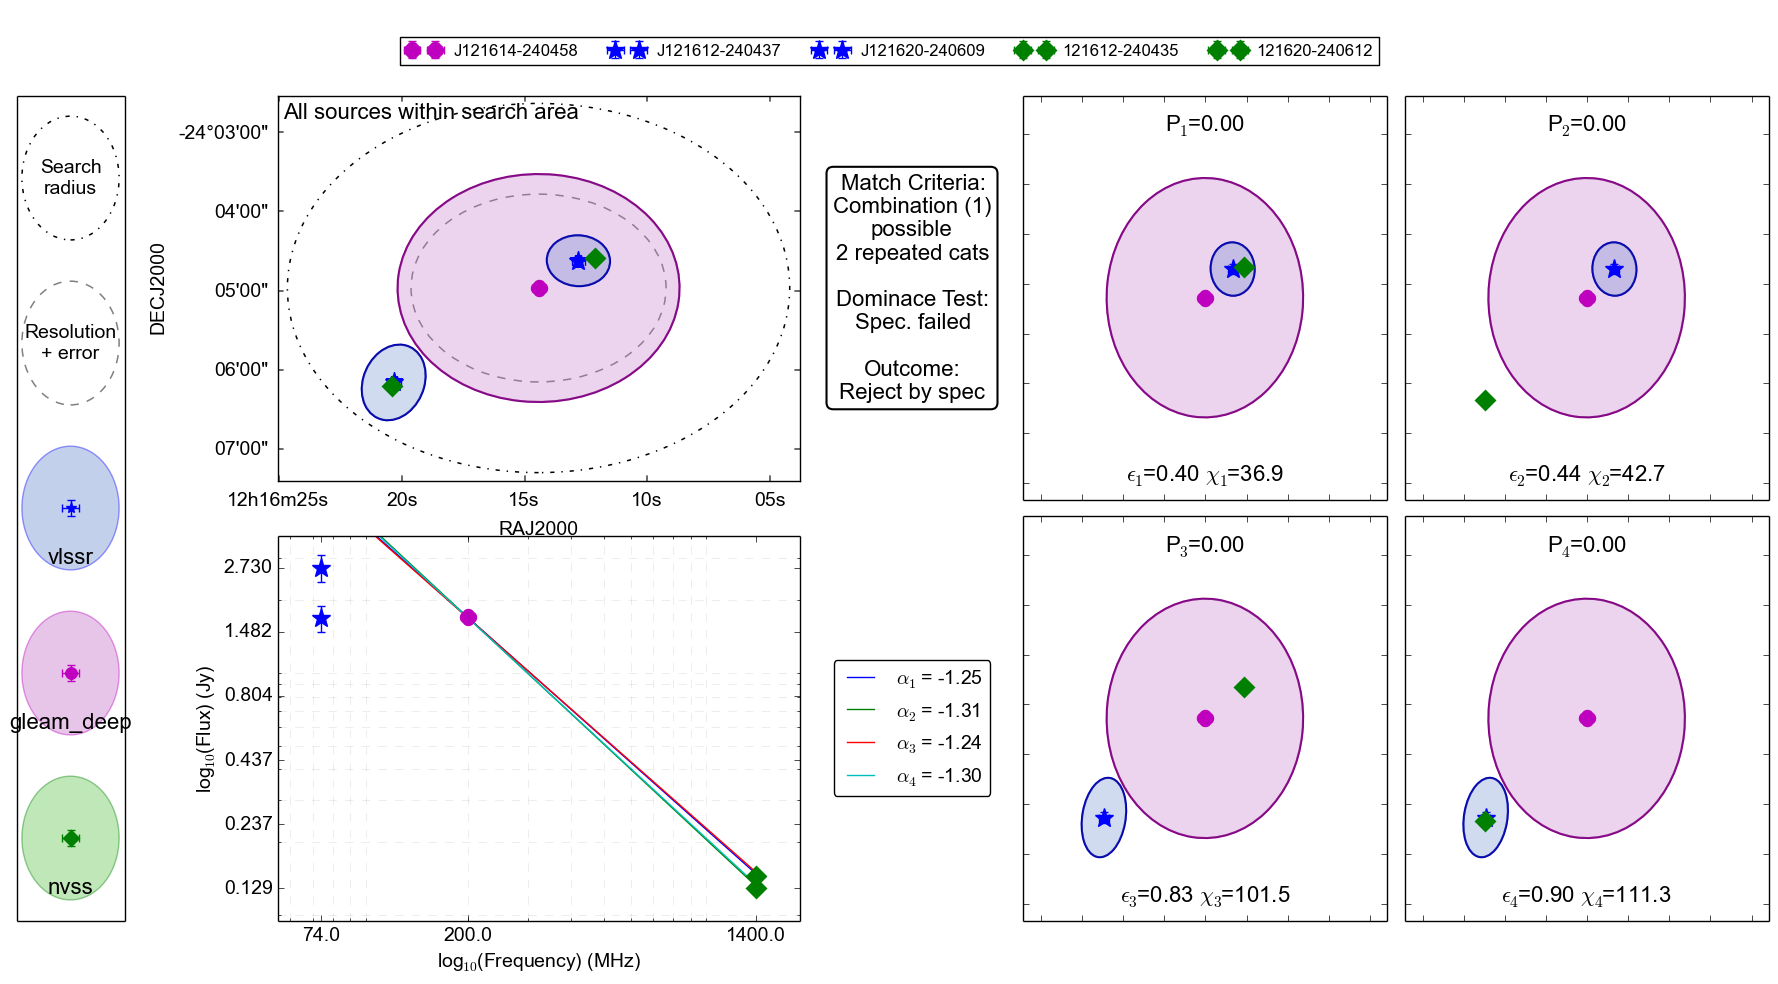 J121614-240458 J121612-240437 J121620-240609 121612-240435 121620-240612
Search
radius
Resolution
+ error
vlssr
gleam_deep
nvss
All sources within search area
DECJ2000
-24°03'00"
04'00"
05'00"
06'00"
07'00"
12h16m25s 20s 15s 10s 05s
RAJ2000
Match Criteria:
Combination (1)
possible
2 repeated cats
Dominace Test:
Spec. failed
Outcome:
Reject by spec
P₁=0.00
ϵ₁=0.40 χ₁=36.9
P₂=0.00
ϵ₂=0.44 χ₂=42.7
P₃=0.00
ϵ₃=0.83 χ₃=101.5
P₄=0.00
ϵ₄=0.90 χ₄=111.3
log₁₀(Flux) (Jy)
2.730
1.482
0.804
0.437
0.237
0.129
74.0 200.0 1400.0
log₁₀(Frequency) (MHz)
α₁ = -1.25
α₂ = -1.31
α₃ = -1.24
α₄ = -1.30